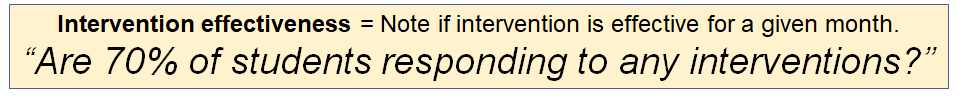 Intervention effectiveness = Note if intervention is effective for a given month.
“Are 70% of students responding to any interventions?”